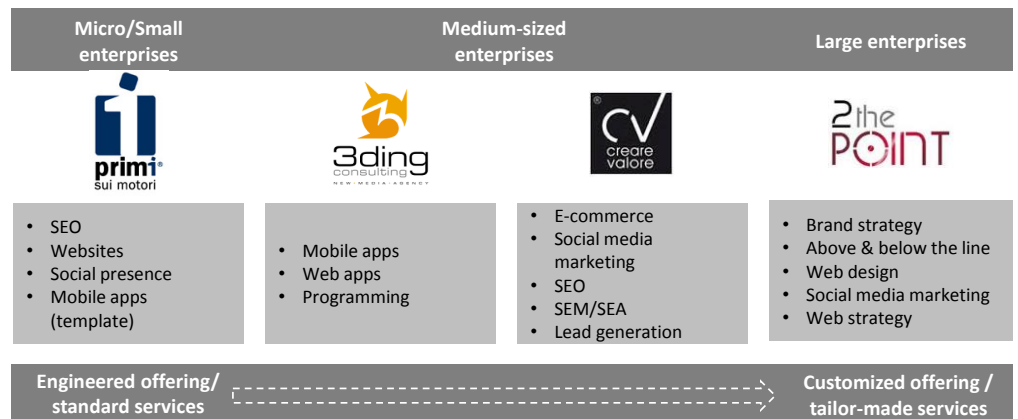 Micro/Small
enterprises
Medium-sized
enterprises
Large enterprises
1
primi®
sui motori
3ding
consulting
NEW·MEDIA·AGENCY
®
CV
creare
valore
2 the
POINT
• SEO
• Websites
• Social presence
• Mobile apps
(template)
• Mobile apps
• Web apps
• Programming
• E-commerce
• Social media
marketing
• SEO
• SEM/SEA
• Lead generation
• Brand strategy
• Above & below the line
• Web design
• Social media marketing
• Web strategy
Engineered offering/
standard services
Customized offering /
tailor-made services